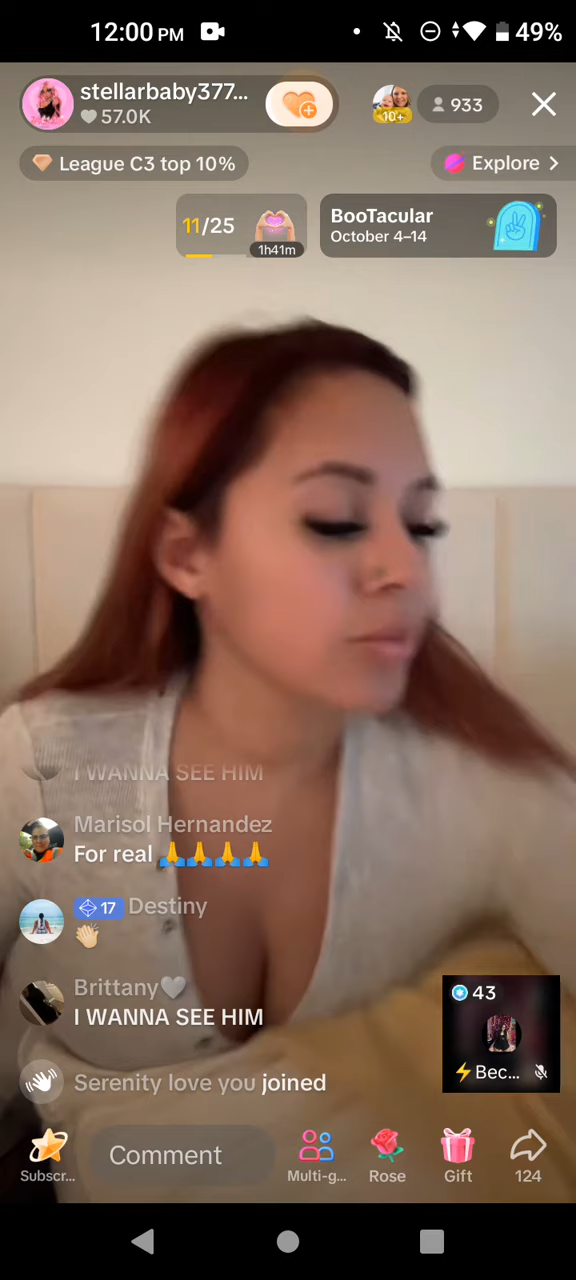 12:00 PM
49%
stellarbaby377...
57.0K
10+
933
League C3 top 10%
Explore
11/25
1h41m
BooTacular
October 4–14
I WANNA SEE HIM
Marisol Hernandez
For real 🙏🙏🙏🙏
17 Destiny
👏🏻
Brittany🤍
I WANNA SEE HIM
43
⚡Bec...
Serenity love you joined
Comment
Subscr...
Multi-g...
Rose
Gift
124